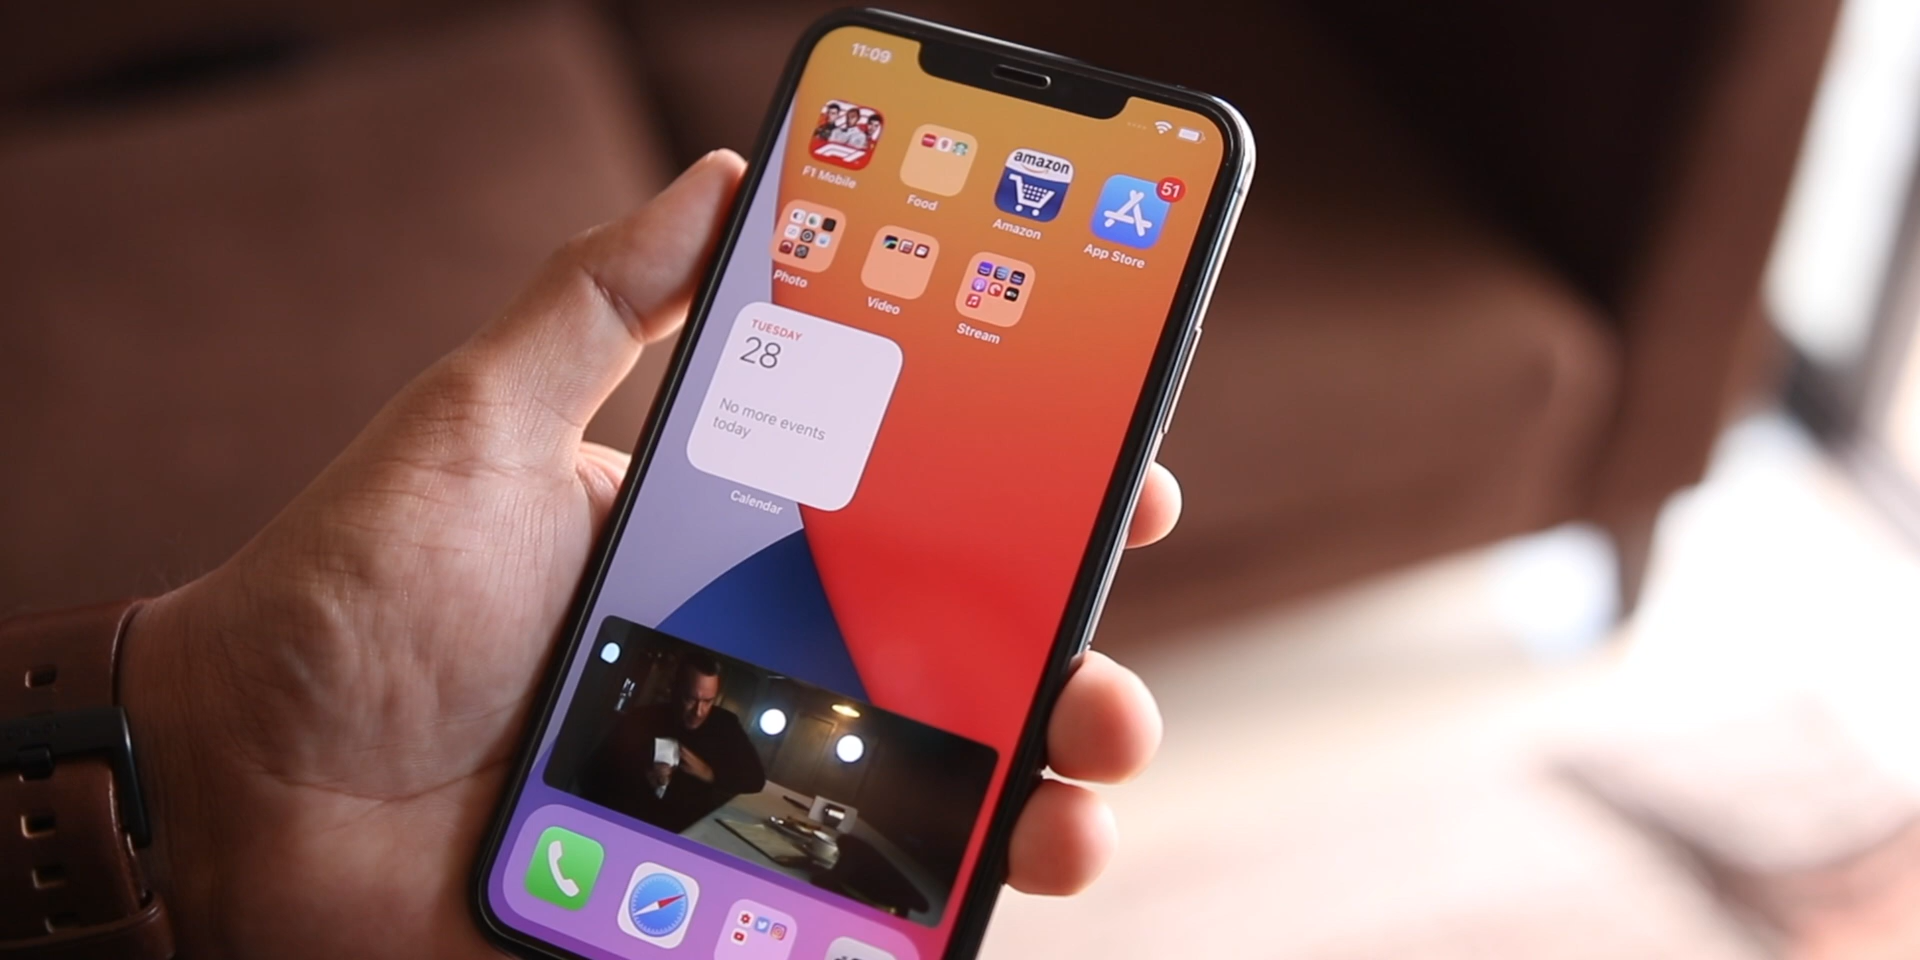 11:09
F1 Mobile
Food
amazon
Amazon
51
App Store
Photo
Video
Stream
TUESDAY
28
No more events
today
Calendar